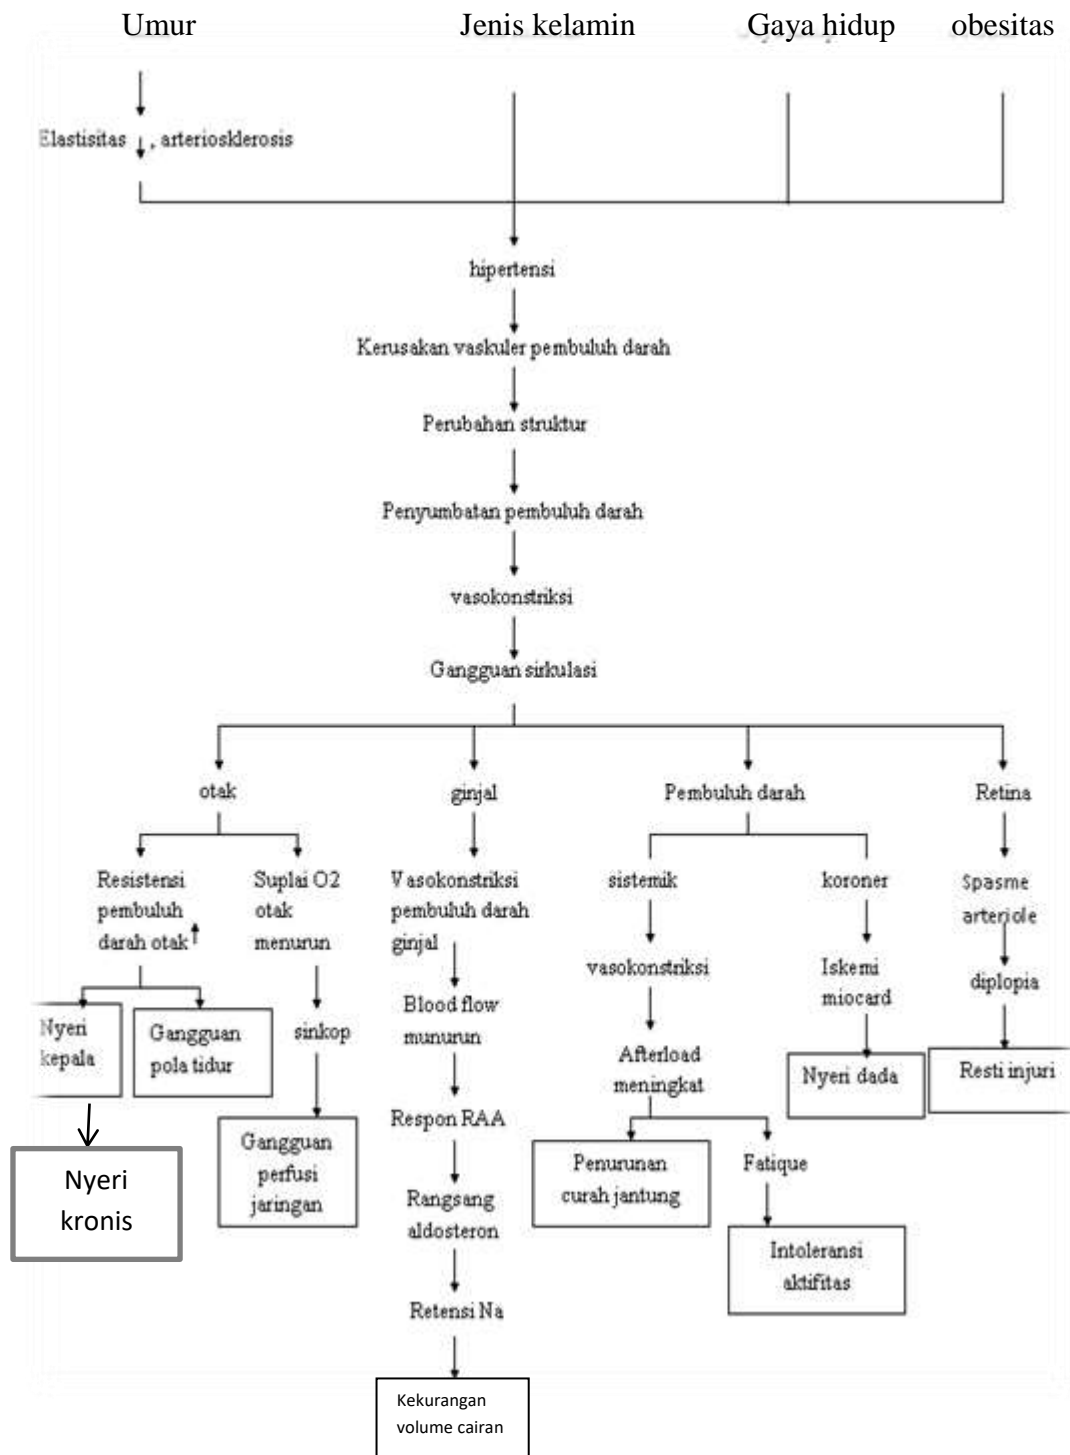 Umur
Jenis kelamin
Gaya hidup
obesitas
Elastisitas , arteriosklerosis
hipertensi
Kerusakan vaskuler pembuluh darah
Perubahan struktur
Penyumbatan pembuluh darah
vasokonstriksi
Gangguan sirkulasi
otak
ginjal
Pembuluh darah
Retina
Resistensi
pembuluh
darah otak
Suplai O2
otak
menurun
Vasokonstriksi
pembuluh darah
ginjal
sistemik
koroner
Spasme
arteriole
vasokonstriksi
Iskemi
miocard
diplopia
Nyeri
kepala
Gangguan
pola tidur
sinkop
Blood flow
munurun
Afterload
meningkat
Nyeri dada
Resti injuri
Respon RAA
Nyeri
kronis
Gangguan
perfusi
jaringan
Rangsang
aldosteron
Penurunan
curah jantung
Fatique
Intoleransi
aktifitas
Retensi Na
Kekurangan
volume cairan